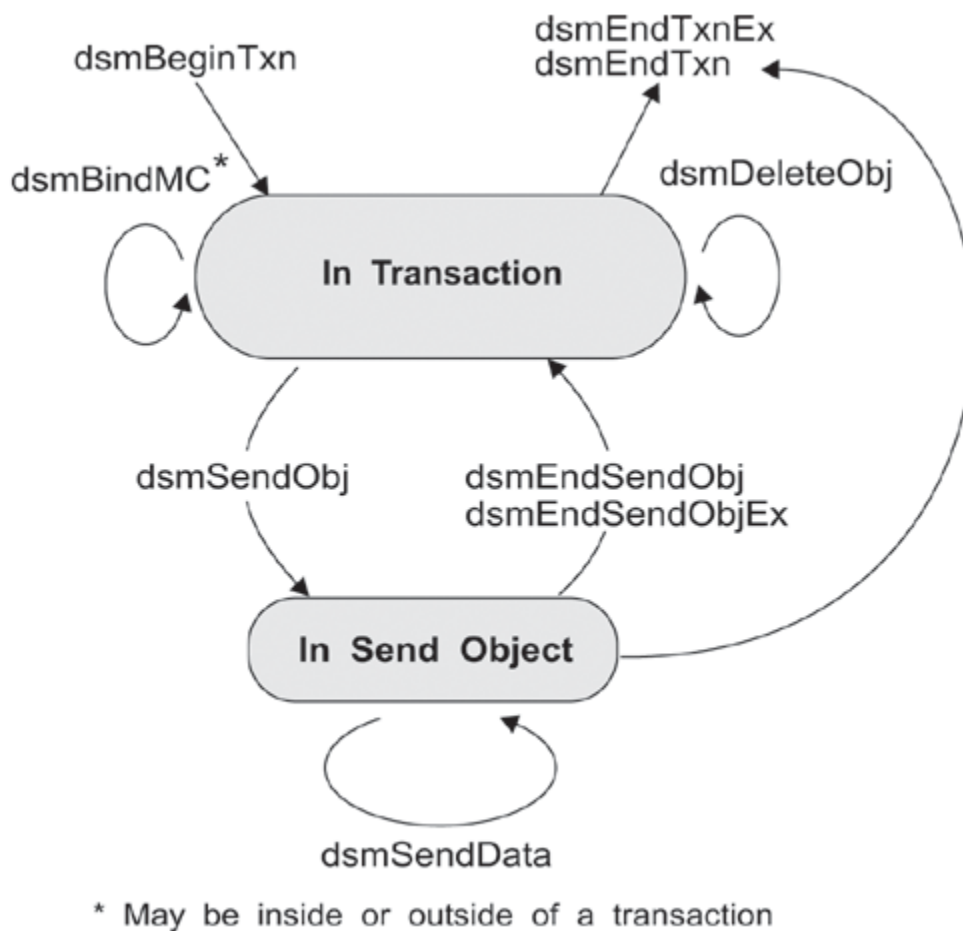 dsmBeginTxn
dsmEndTxnEx
dsmEndTxn
dsmBindMC*
dsmDeleteObj
In Transaction
dsmSendObj
dsmEndSendObj
dsmEndSendObjEx
In Send Object
dsmSendData
* May be inside or outside of a transaction